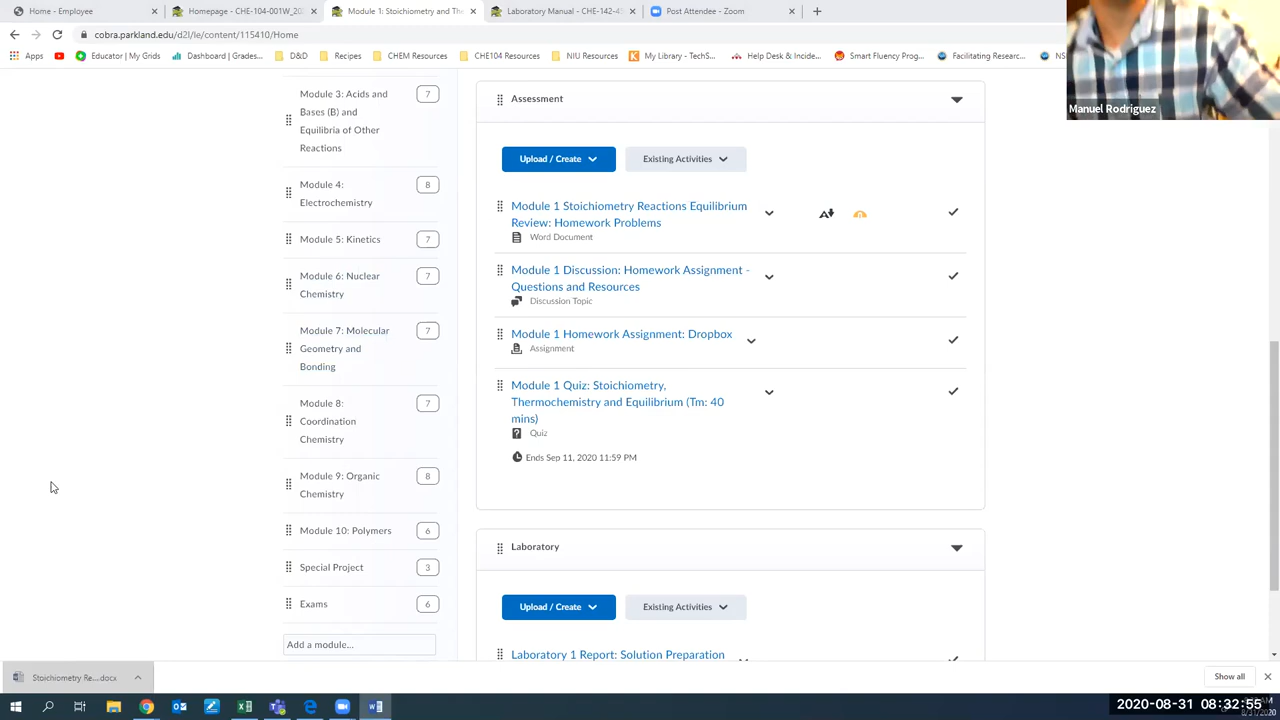 Home - Employee
Homepage - CHE-104-001W_202
Module 1: Stoichiometry and The
Laboratory Manual - CHE-142-45
Post Attendee - Zoom
cobra.parkland.edu/d2l/le/content/115410/Home
Apps
Educator | My Grids
Dashboard | Grades...
D&D
Recipes
CHEM Resources
CHE104 Resources
NIU Resources
My Library - TechS...
Help Desk & Incide...
Smart Fluency Prog...
Facilitating Researc...
NS
Manuel Rodriguez
Module 3: Acids and
Bases (B) and
Equilibria of Other
Reactions
7
Module 4:
Electrochemistry
8
Module 5: Kinetics
7
Module 6: Nuclear
Chemistry
7
Module 7: Molecular
Geometry and
Bonding
7
Module 8:
Coordination
Chemistry
7
Module 9: Organic
Chemistry
8
Module 10: Polymers
6
Special Project
3
Exams
6
Add a module...
Assessment
Upload / Create
Existing Activities
Module 1 Stoichiometry Reactions Equilibrium
Review: Homework Problems
Word Document
Module 1 Discussion: Homework Assignment -
Questions and Resources
Discussion Topic
Module 1 Homework Assignment: Dropbox
Assignment
Module 1 Quiz: Stoichiometry,
Thermochemistry and Equilibrium (Tm: 40
mins)
Quiz
Ends Sep 11, 2020 11:59 PM
Laboratory
Upload / Create
Existing Activities
Laboratory 1 Report: Solution Preparation
Stoichiometry Re....docx
Show all
2020-08-31 08:32:55
8/31/2020